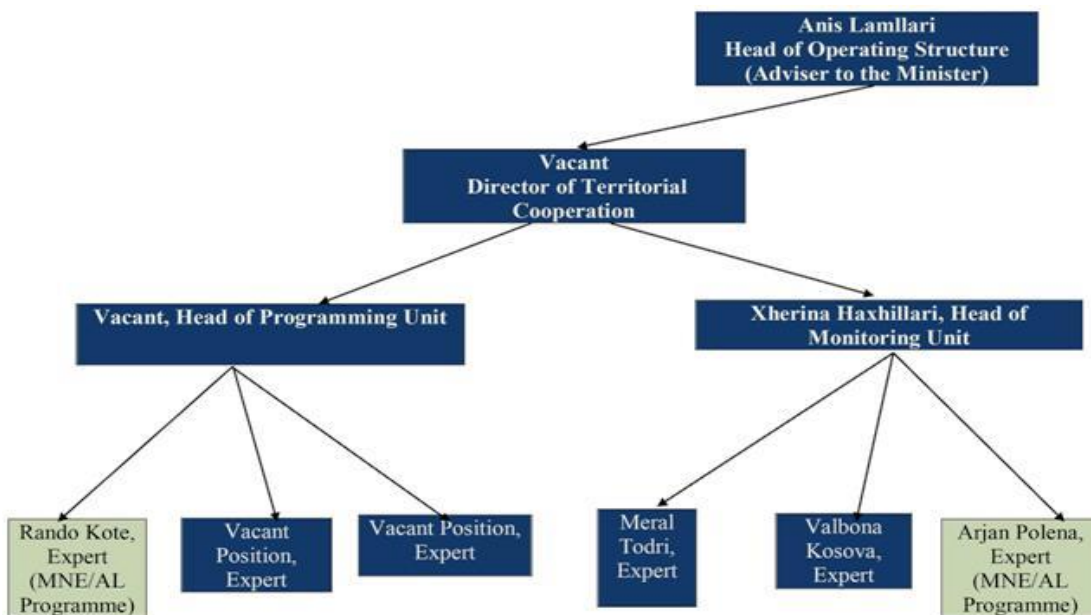 Anis Lamllari
Head of Operating Structure
(Adviser to the Minister)
Vacant
Director of Territorial
Cooperation
Vacant, Head of Programming Unit
Xherina Haxhillari, Head of
Monitoring Unit
Rando Kote,
Expert
(MNE/AL
Programme)
Vacant
Position,
Expert
Vacant Position,
Expert
Meral
Todri,
Expert
Valbona
Kosova,
Expert
Arjan Polena,
Expert
(MNE/AL
Programme)